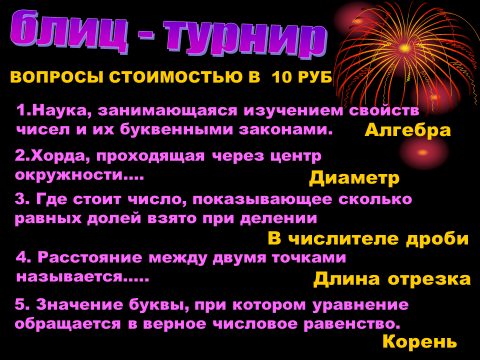 блиц - турнир
ВОПРОСЫ СТОИМОСТЬЮ В 10 РУБ
1.Наука, занимающаяся изучением свойств
чисел и их буквенными законами.
Алгебра
2.Хорда, проходящая через центр
окружности....
Диаметр
3. Где стоит число, показывающее сколько
равных долей взято при делении
В числителе дроби
4. Расстояние между двумя точками
называется.....
Длина отрезка
5. Значение буквы, при котором уравнение
обращается в верное числовое равенство.
Корень